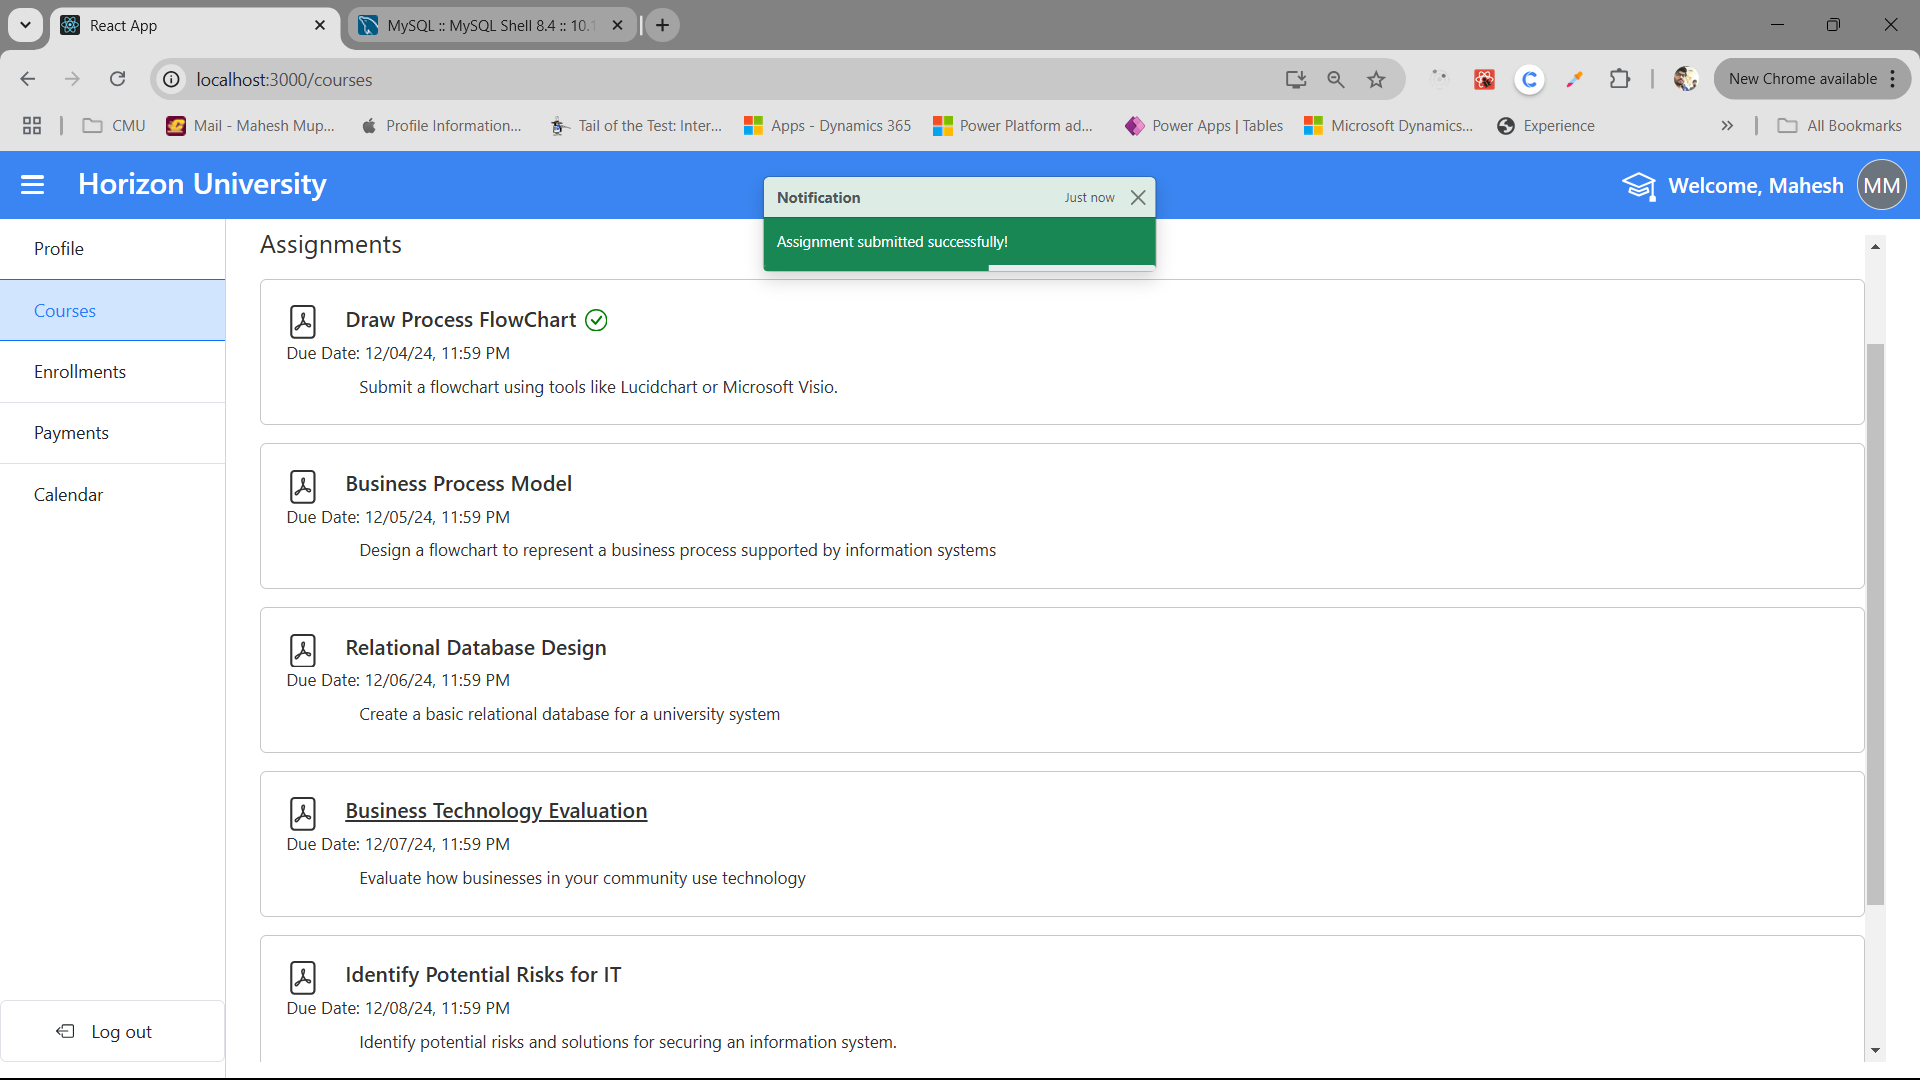 React App
MySQL :: MySQL Shell 8.4 :: 10.1
localhost:3000/courses
New Chrome available
CMU
Mail - Mahesh Mup...
Profile Information...
Tail of the Test: Inter...
Apps - Dynamics 365
Power Platform ad...
Power Apps | Tables
Microsoft Dynamics...
Experience
All Bookmarks
Horizon University
Welcome, Mahesh
MM
Notification
Just now
Assignment submitted successfully!
Profile
Courses
Enrollments
Payments
Calendar
Log out
Assignments
Draw Process FlowChart
Due Date: 12/04/24, 11:59 PM
Submit a flowchart using tools like Lucidchart or Microsoft Visio.
Business Process Model
Due Date: 12/05/24, 11:59 PM
Design a flowchart to represent a business process supported by information systems
Relational Database Design
Due Date: 12/06/24, 11:59 PM
Create a basic relational database for a university system
Business Technology Evaluation
Due Date: 12/07/24, 11:59 PM
Evaluate how businesses in your community use technology
Identify Potential Risks for IT
Due Date: 12/08/24, 11:59 PM
Identify potential risks and solutions for securing an information system.